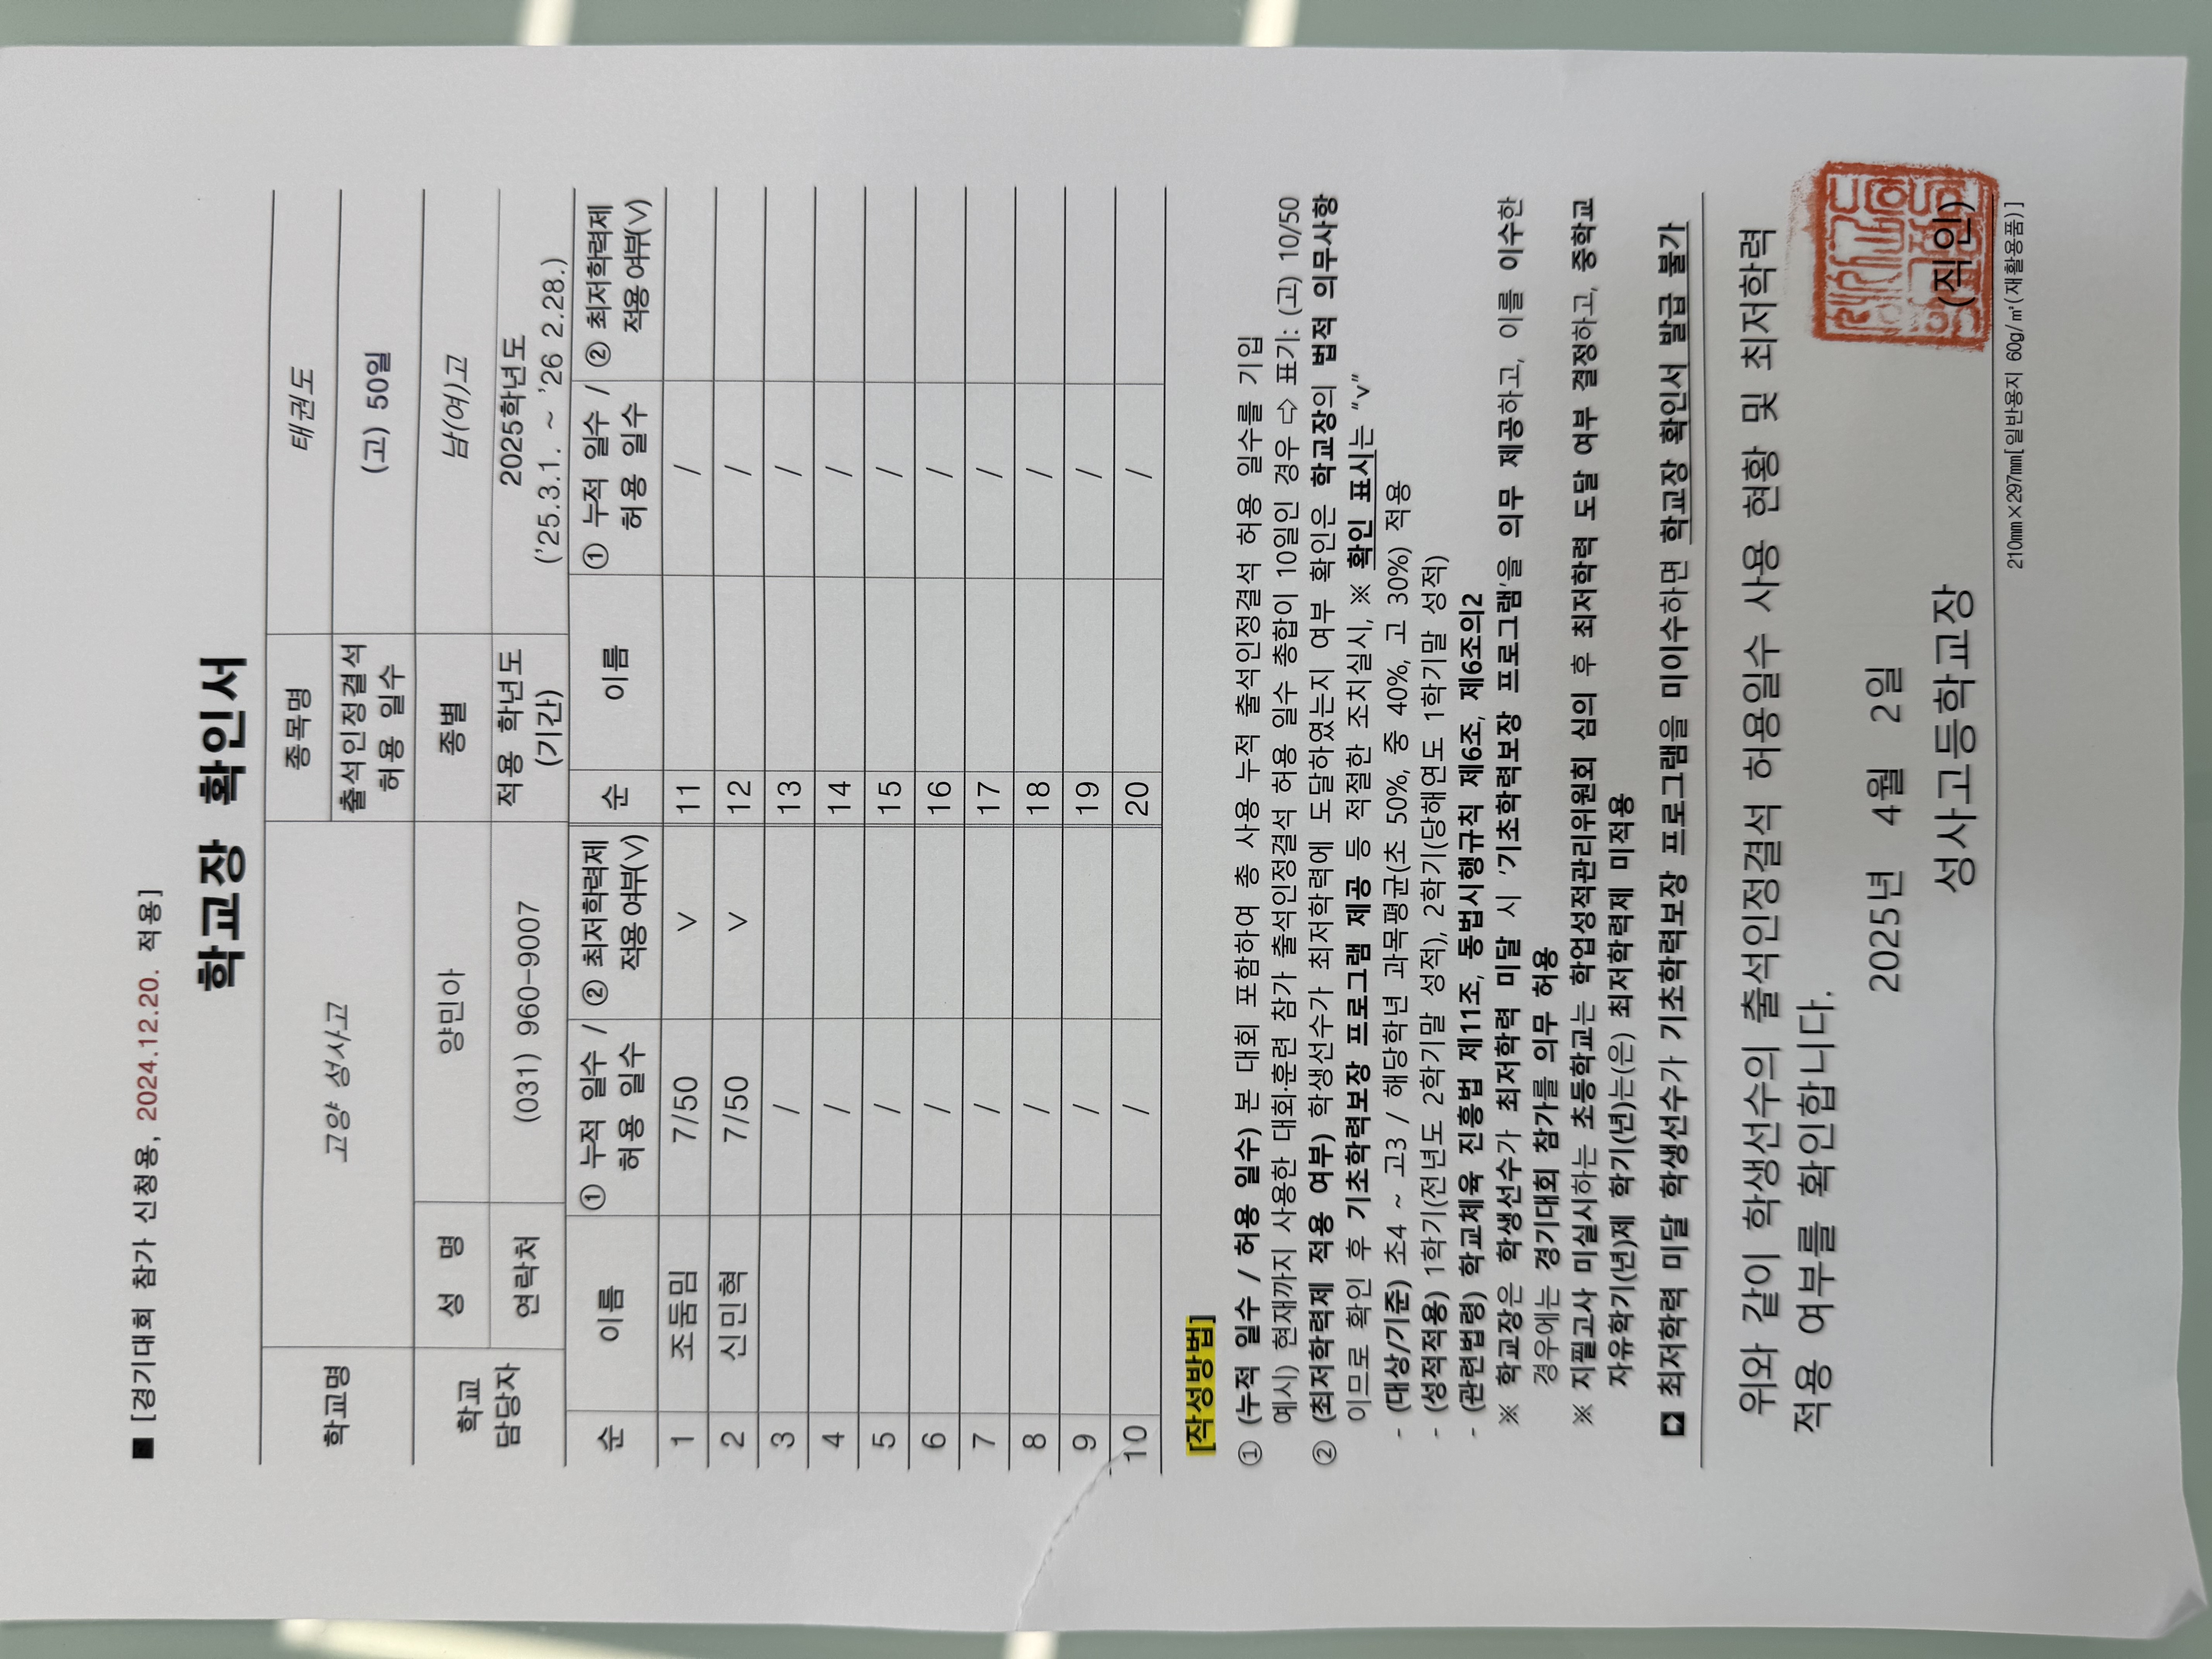 ■ [경기대회 참가 신청용, 2024.12.20. 적용]
학교장 확인서
학교명 고양 성사고 종목명 태권도
출석인정결석 허용 일수 (고) 50일
학교 담당자 성 명 양민아 종별 남(여)고
연락처 (031) 960-9007 적용 학년도 (기간) 2025학년도 ('25.3.1. ~ '26 2.28.)
순 이름 ① 누적 일수 / 허용 일수 ② 최저학력제 적용여부(∨) 순 이름 ① 누적 일수 / 허용 일수 ② 최저학력제 적용여부(∨)
1 조둠밈 7/50 ∨ 11 /
2 신민혁 7/50 ∨ 12 /
3 / 13 /
4 / 14 /
5 / 15 /
6 / 16 /
7 / 17 /
8 / 18 /
9 / 19 /
10 / 20 /
[작성방법]
① (누적 일수 / 허용 일수) 본 대회 포함하여 총 사용 누적 출석인정결석 허용 일수를 기입
예시) 현재까지 사용한 대회·훈련 참가 출석인정결석 허용 일수 총합이 10일인 경우 ⇨ 표기: (고) 10/50
② (최저학력제 적용 여부) 학생선수가 최저학력에 도달하였는지 여부 확인은 학교장의 법적 의무사항
이므로 확인 후 기초학력보장 프로그램 제공 등 적절한 조치실시, ※ 확인 표시는 "v"
- (대상/기준) 초4 ~ 고3 / 해당학년 과목평균(초 50%, 중 40%, 고 30%) 적용
- (성적적용) 1학기(전년도 2학기말 성적), 2학기(당해연도 1학기말 성적)
- (관련법령) 학교체육 진흥법 제11조, 동법시행규칙 제6조, 제6조의2
※ 학교장은 학생선수가 최저학력 미달 시 '기초학력보장 프로그램'을 의무 제공하고, 이를 이수한
경우에는 경기대회 참가를 의무 허용
※ 지필고사 미실시하는 초등학교는 학업성적관리위원회 심의 후 최저학력 도달 여부 결정하고, 중학교
자유학기(년)제 학기(년)는(은) 최저학력제 미적용
최저학력 미달 학생선수가 기초학력보장 프로그램을 미이수하면 학교장 확인서 발급 불가
위와 같이 학생선수의 출석인정결석 허용일수 사용 현황 및 최저학력
적용 여부를 확인합니다.
2025년 4월 2일
성사고등학교장 (직인)
210㎜×297㎜[일반용지 60g/㎡(재활용품)]